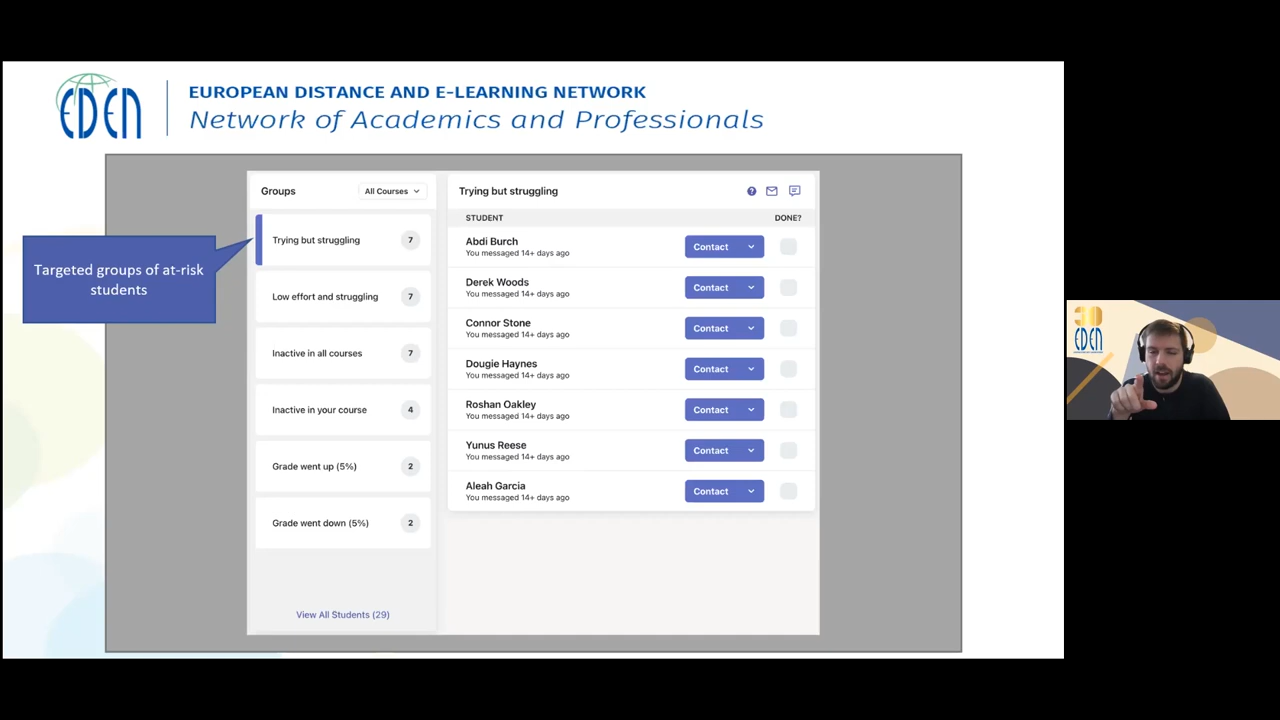 EDEN
EUROPEAN DISTANCE AND E-LEARNING NETWORK
Network of Academics and Professionals
Targeted groups of at-risk
students
Groups
All Courses
Trying but struggling
7
Low effort and struggling
7
Inactive in all courses
7
Inactive in your course
4
Grade went up (5%)
2
Grade went down (5%)
2
View All Students (29)
Trying but struggling
?
STUDENT
DONE?
Abdi Burch
You messaged 14+ days ago
Contact
Derek Woods
You messaged 14+ days ago
Contact
Connor Stone
You messaged 14+ days ago
Contact
Dougie Haynes
You messaged 14+ days ago
Contact
Roshan Oakley
You messaged 14+ days ago
Contact
Yunus Reese
You messaged 14+ days ago
Contact
Aleah Garcia
You messaged 14+ days ago
Contact
30
EDEN